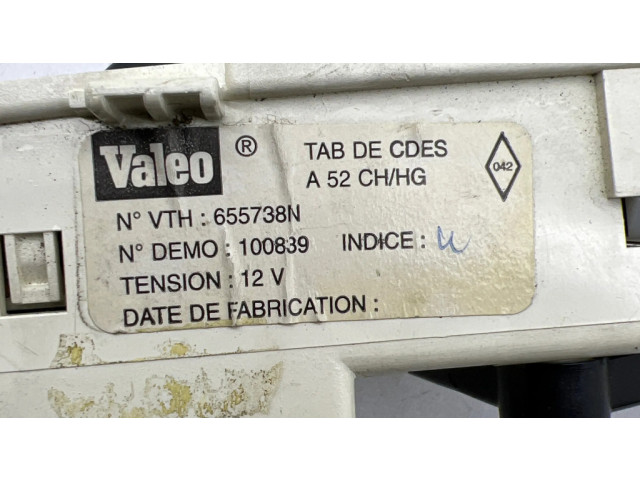 Valeo ® TAB DE CDES
A 52 CH/HG
042
N° VTH : 655738N
N° DEMO : 100839 INDICE : u
TENSION : 12 V
DATE DE FABRICATION :